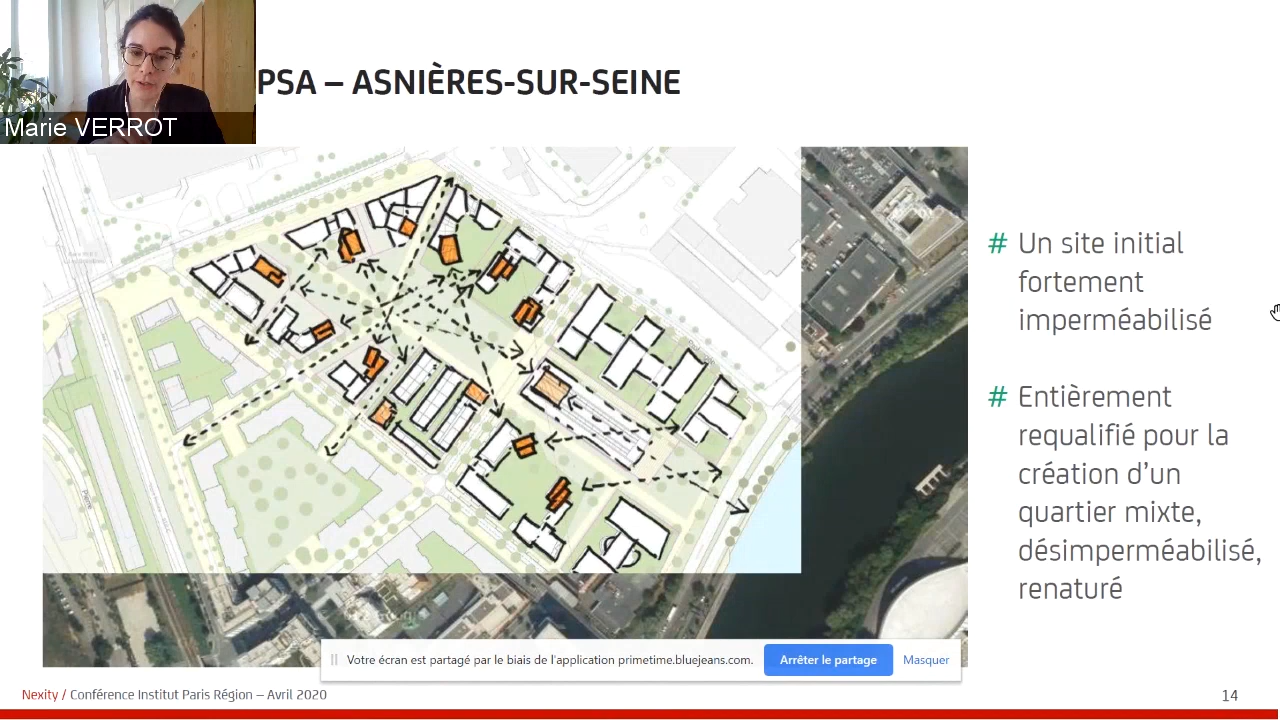 Marie VERROT
PSA – ASNIÈRES-SUR-SEINE
# Un site initial
fortement
imperméabilisé
# Entièrement
requalifié pour la
création d’un
quartier mixte,
désimperméabilisé,
renaturé
Votre écran est partagé par le biais de l'application primetime.bluejeans.com.
Arrêter le partage
Masquer
Nexity / Conférence Institut Paris Région – Avril 2020
14